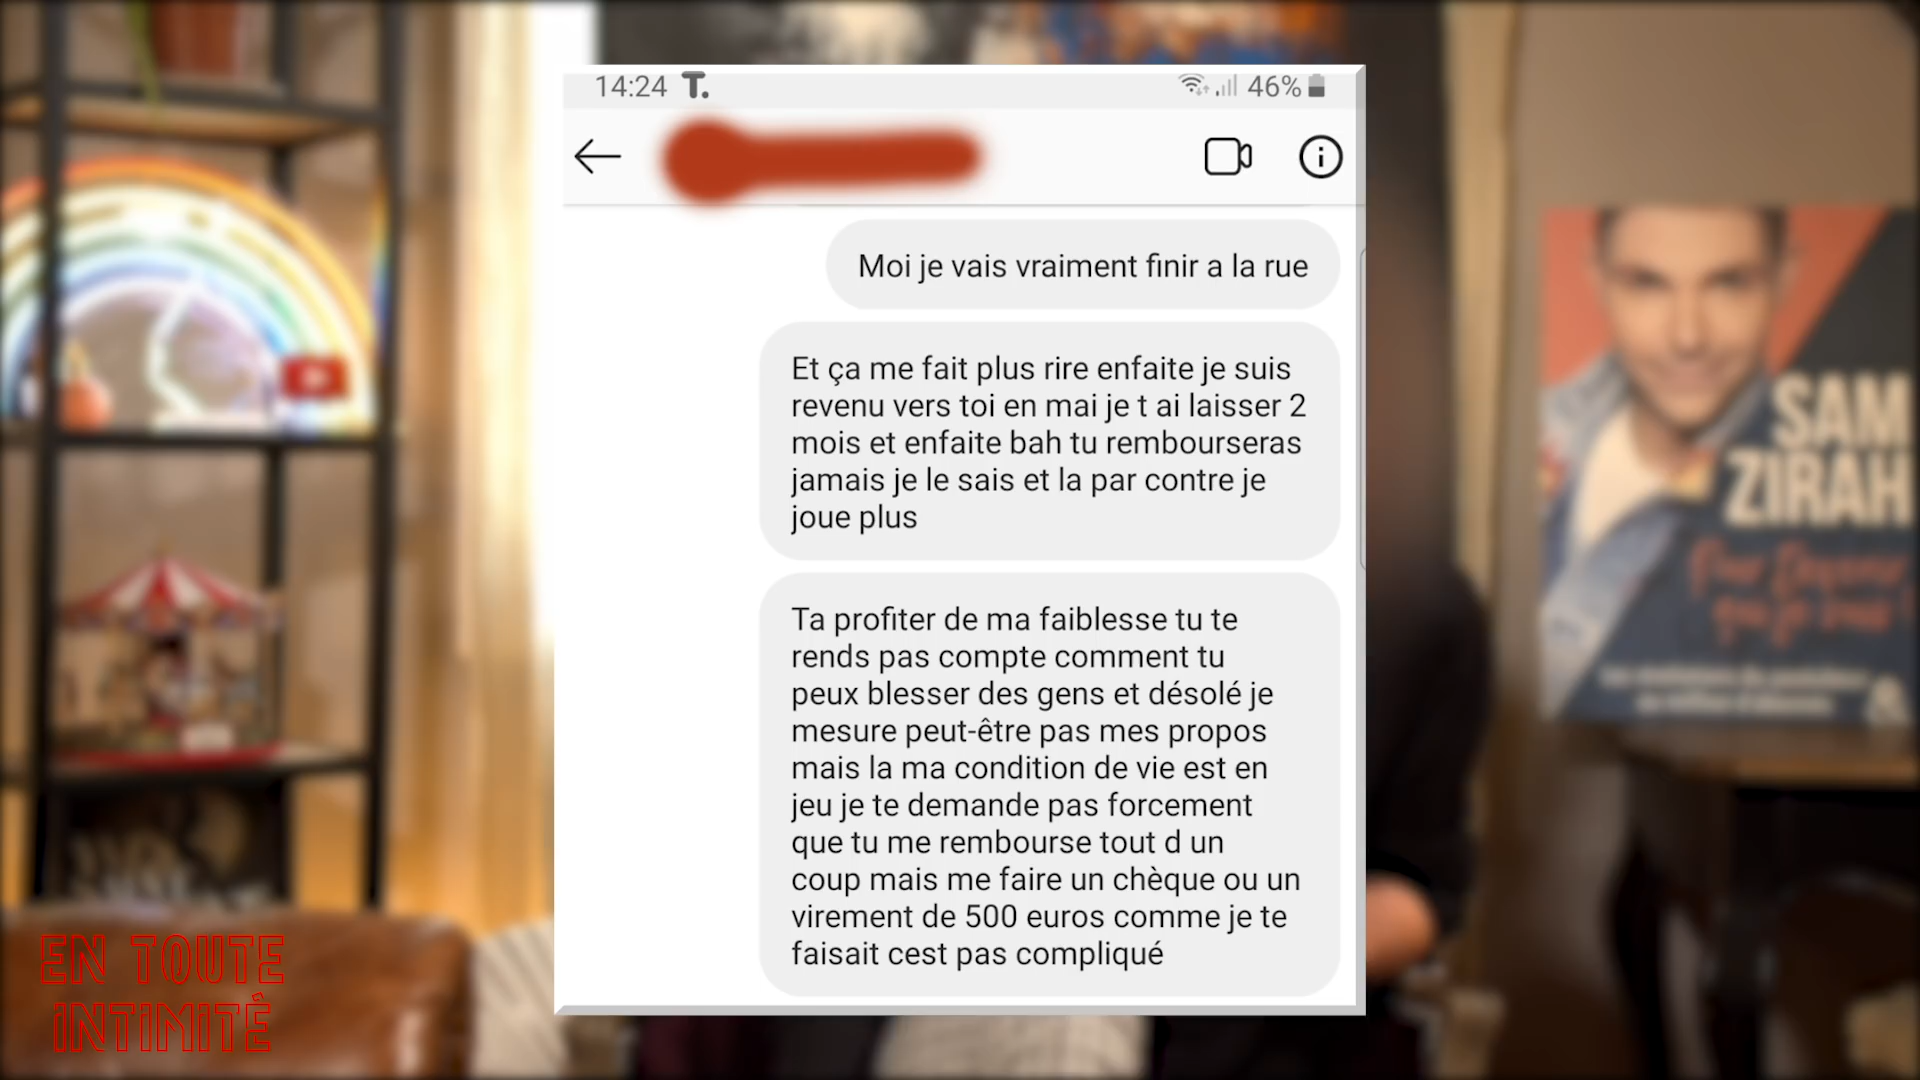 14:24 T. 46%
Moi je vais vraiment finir a la rue
Et ça me fait plus rire enfaite je suis
revenu vers toi en mai je t ai laisser 2
mois et enfaite bah tu rembourseras
jamais je le sais et la par contre je
joue plus
Ta profiter de ma faiblesse tu te
rends pas compte comment tu
peux blesser des gens et désolé je
mesure peut-être pas mes propos
mais la ma condition de vie est en
jeu je te demande pas forcement
que tu me rembourse tout d un
coup mais me faire un chèque ou un
virement de 500 euros comme je te
faisait cest pas compliqué
SAM
ZIRAH
EN TOUTE
INTIMITÉ